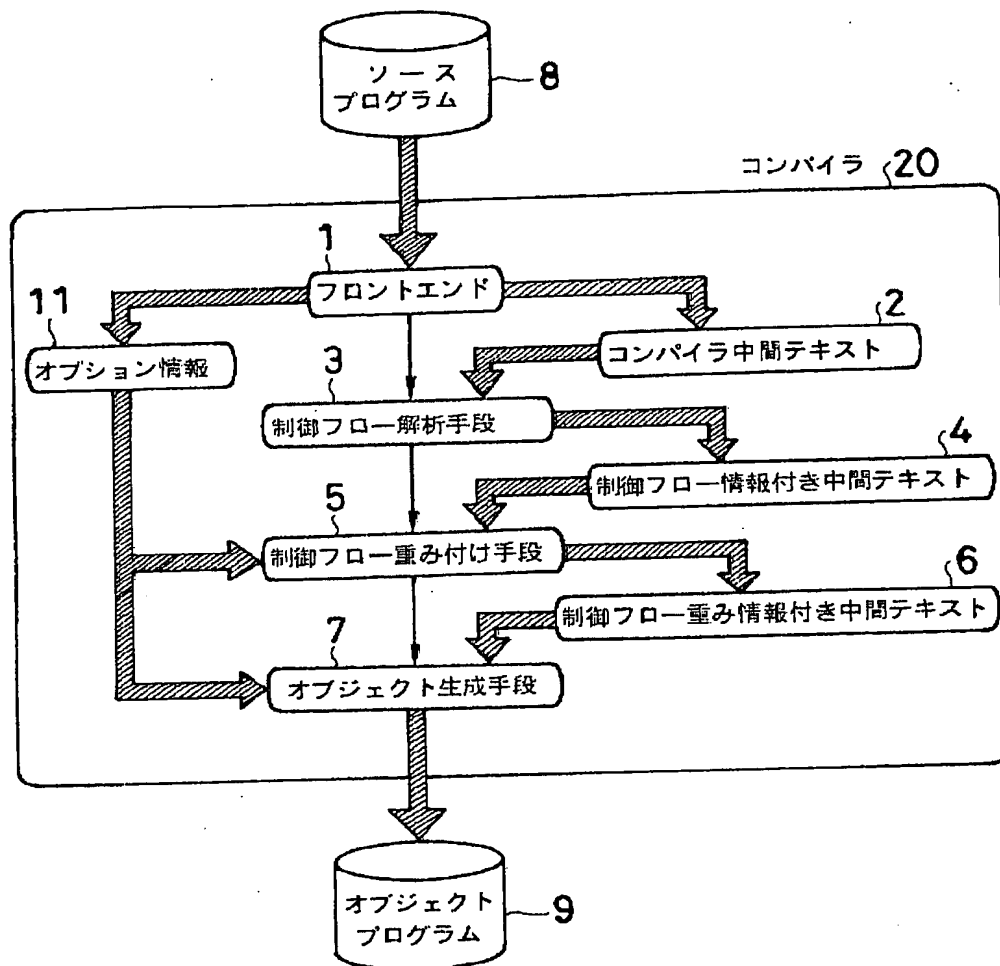 ソース
プログラム
8
コンパイラ 20
1
フロントエンド
11
オプション情報
2
コンパイラ中間テキスト
3
制御フロー解析手段
4
制御フロー情報付き中間テキスト
5
制御フロー重み付け手段
6
制御フロー重み情報付き中間テキスト
7
オブジェクト生成手段
オブジェクト
プログラム
9